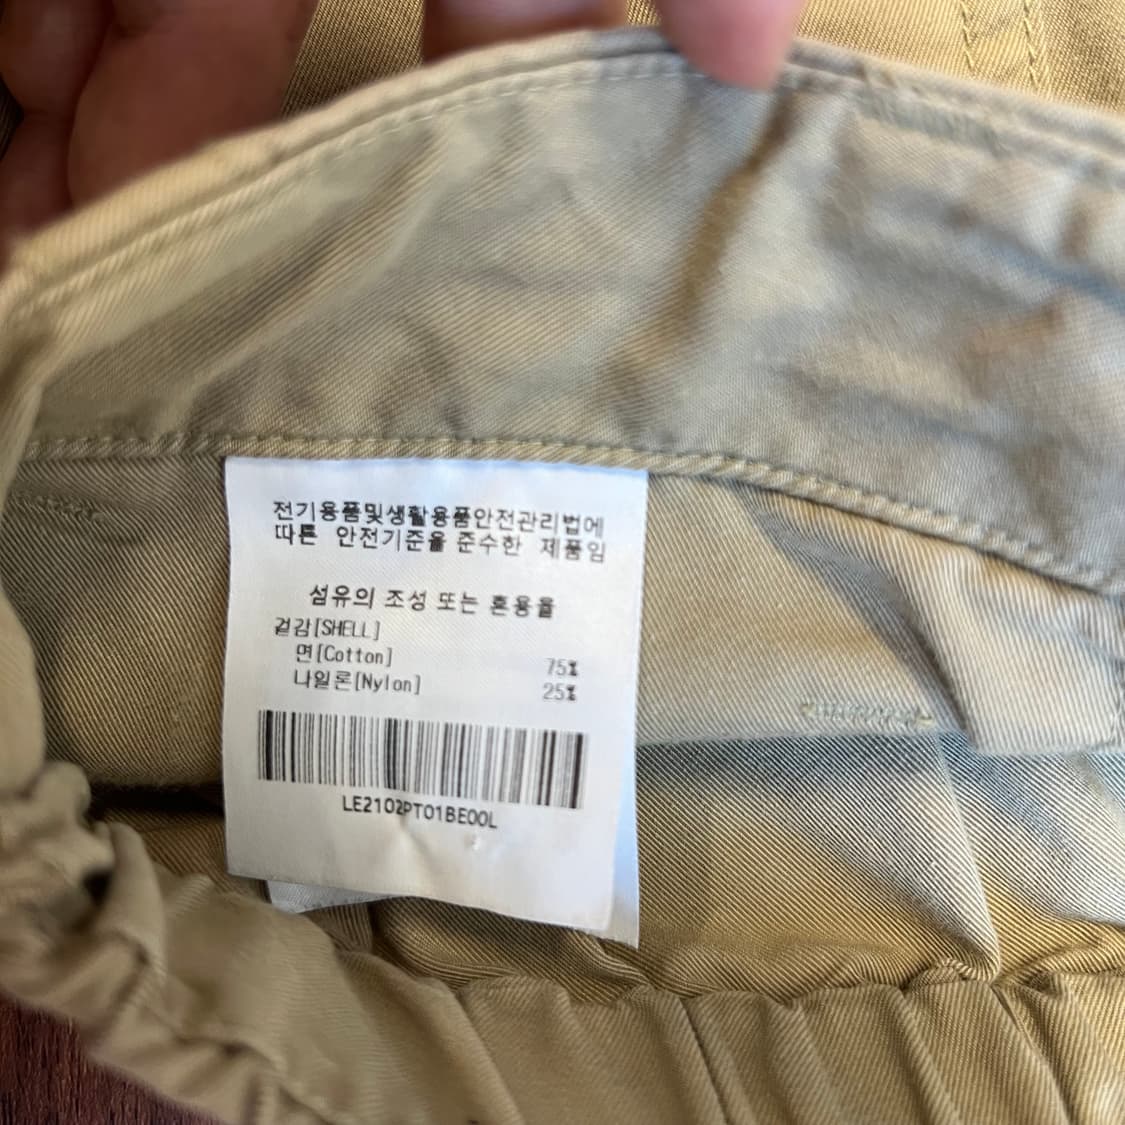 전기용품및생활용품안전관리법에
따른 안전기준을 준수한 제품임
섬유의 조성 또는 혼용율
겉감[SHELL]
면[Cotton] 75%
나일론[Nylon] 25%
LE2102PT01BE00L